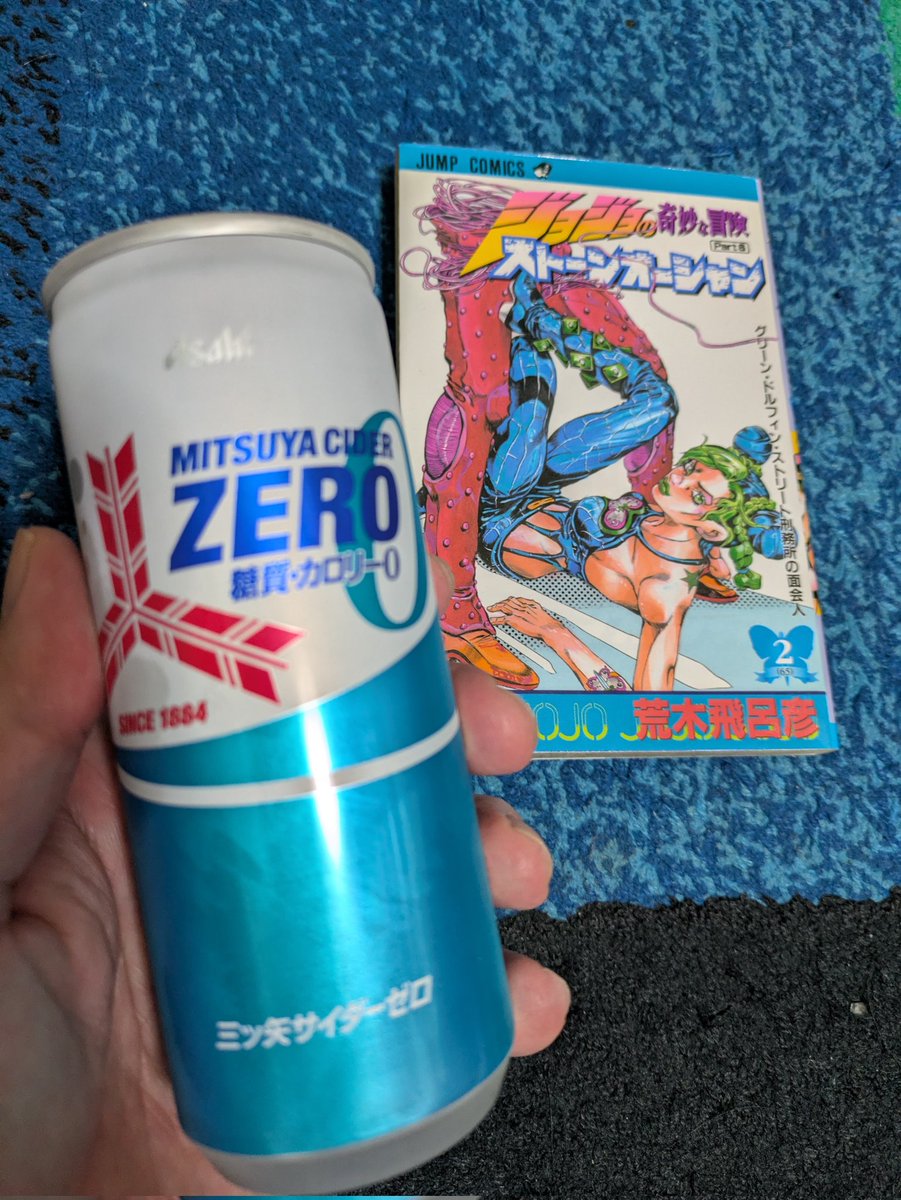 Asahi
MITSUYA CIDER
ZERO
0
糖質・カロリー0
SINCE 1884
三ツ矢サイダーゼロ
JUMP COMICS
ジョジョの奇妙な冒険
Part6
ストーンオーシャン
グリーン・ドルフィン・ストリート刑務所の面会人
2
(65)
荒木飛呂彦